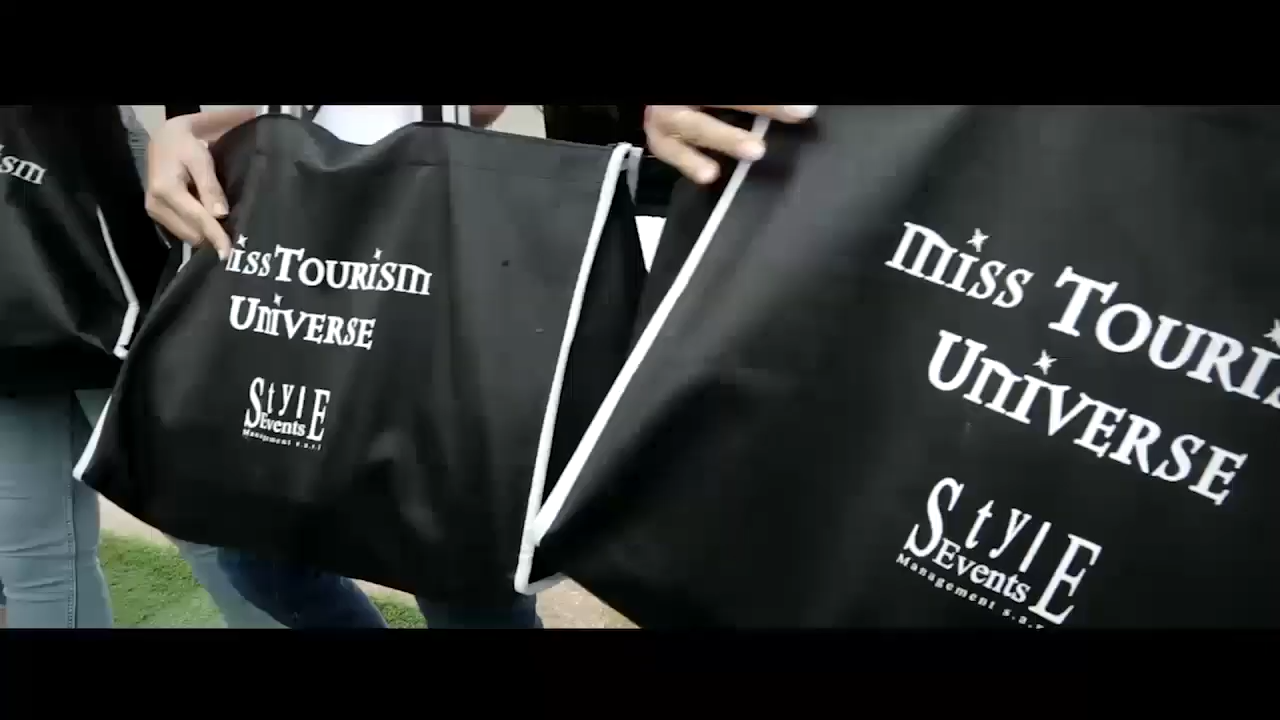 ism
miss Tourism
Universe
StylE
Events
Management s.a.r.l
miss Touris
Universe
StylE
Events
Management s.a.r